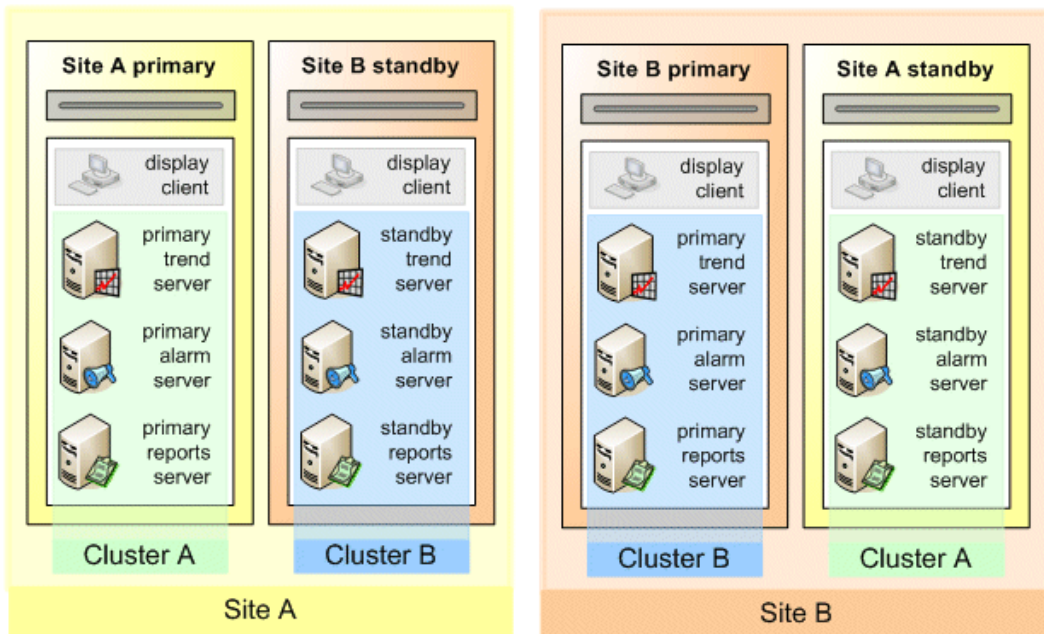 Site A primary
display
client
primary
trend
server
primary
alarm
server
primary
reports
server
Cluster A
Site B standby
display
client
standby
trend
server
standby
alarm
server
standby
reports
server
Cluster B
Site A
Site B primary
display
client
primary
trend
server
primary
alarm
server
primary
reports
server
Cluster B
Site A standby
display
client
standby
trend
server
standby
alarm
server
standby
reports
server
Cluster A
Site B